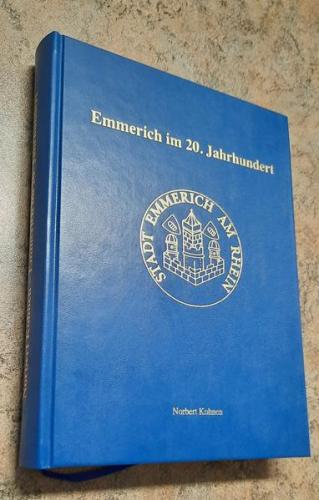 Emmerich im 20. Jahrhundert
STADT EMMERICH AM RHEIN
Norbert Kohnen